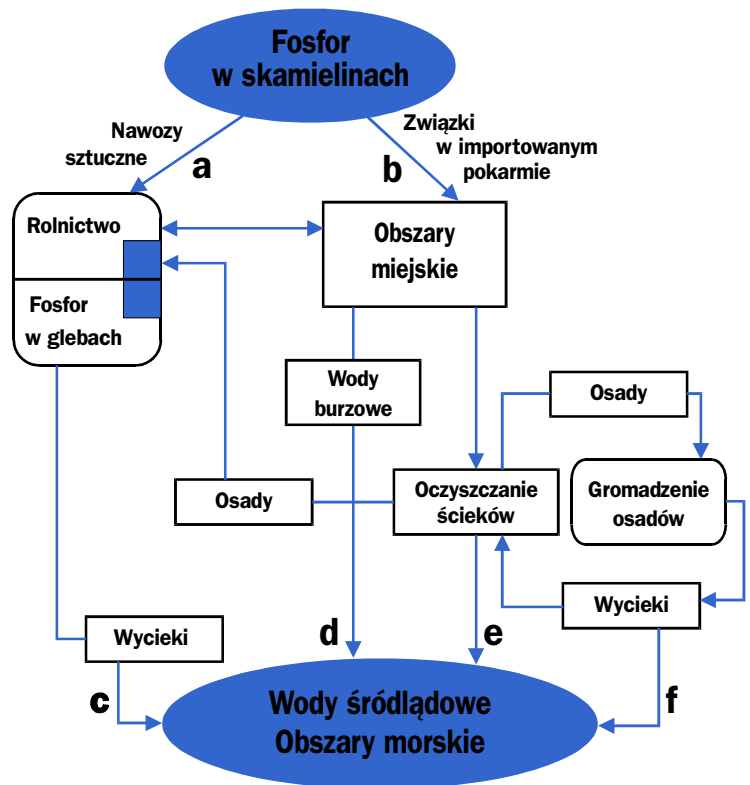 Fosfor
w skamielinach
Nawozy
sztuczne
a
b
Związki
w importowanym
pokarmie
Rolnictwo
Fosfor
w glebach
Obszary
miejskie
Wody
burzowe
Osady
Osady
Oczyszczanie
ścieków
Gromadzenie
osadów
Wycieki
Wycieki
c
d
e
f
Wody śródlądowe
Obszary morskie